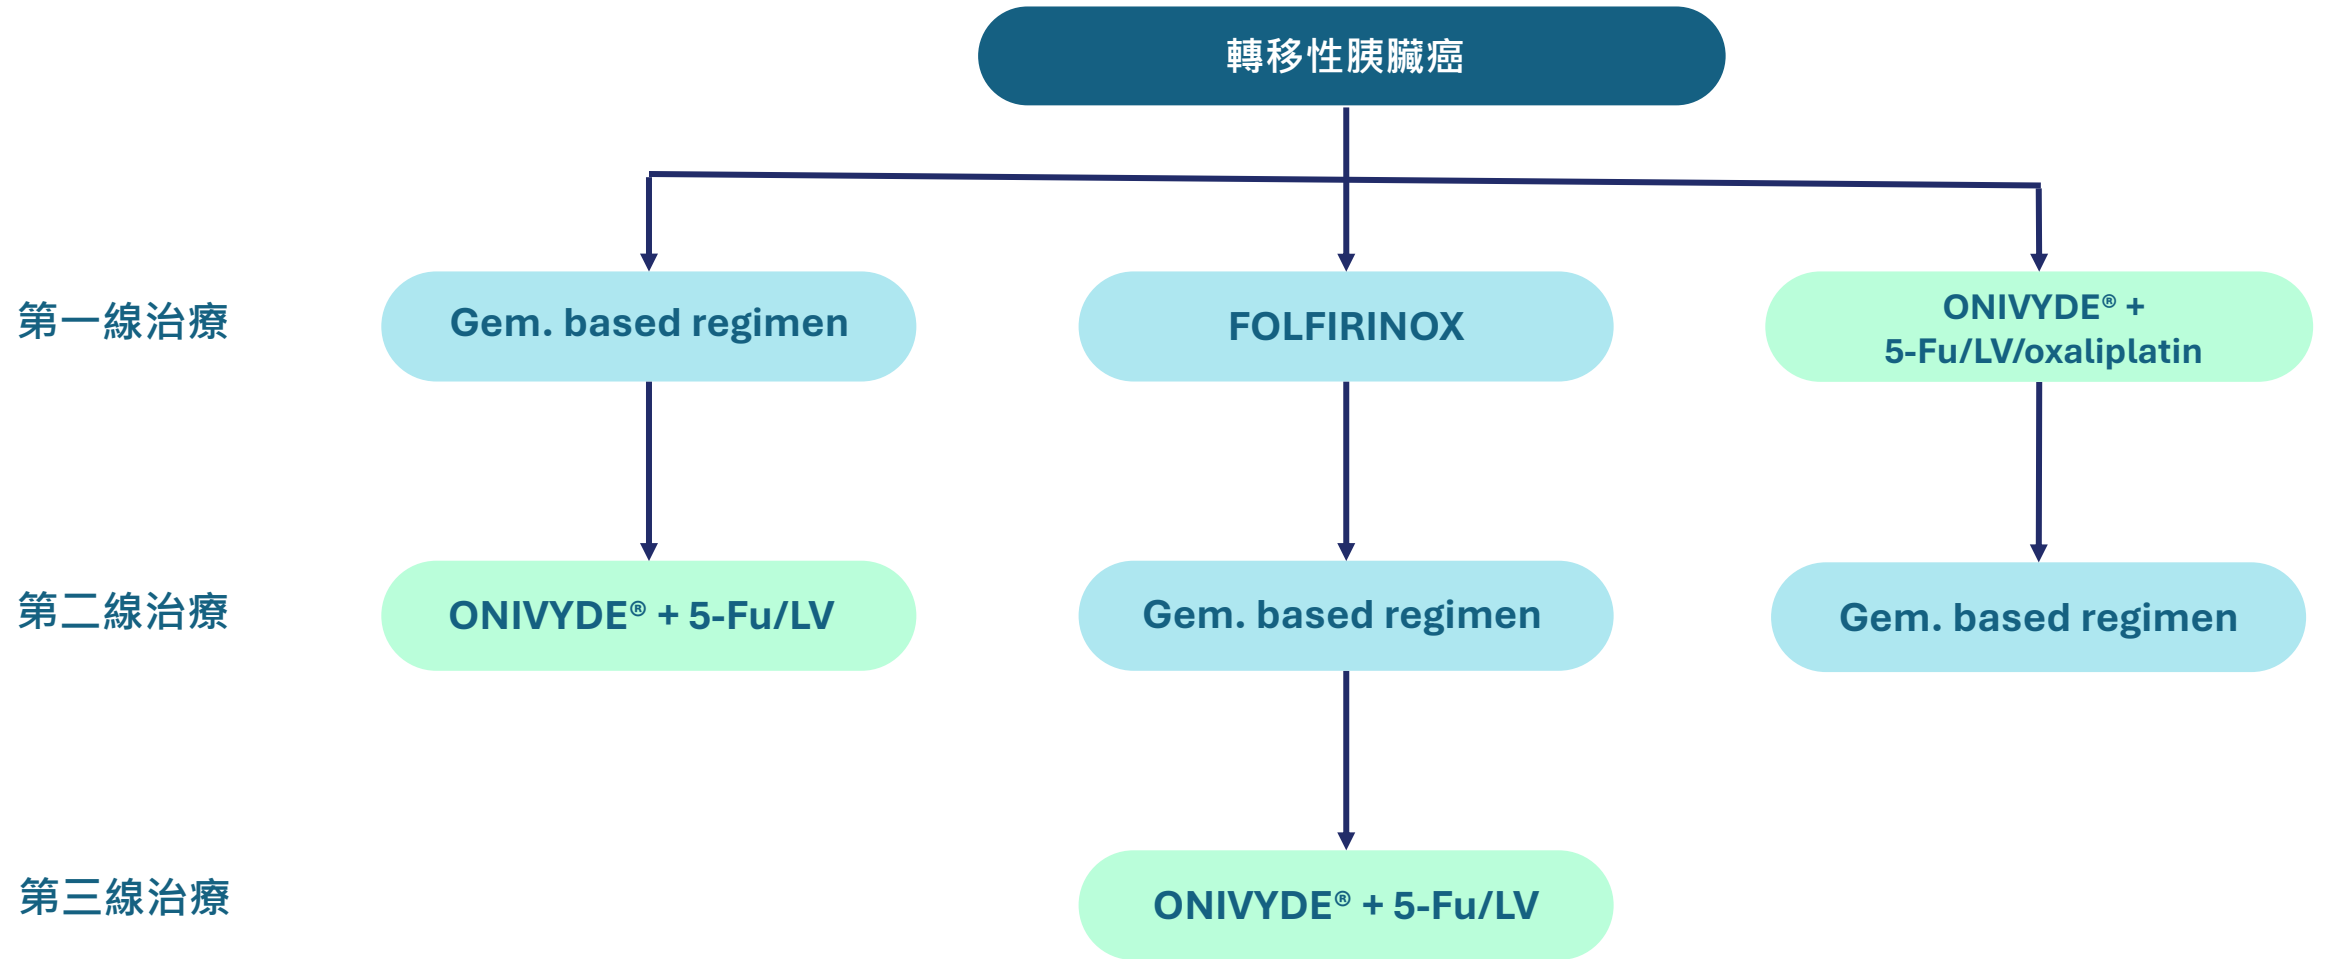 轉移性胰臟癌
第一線治療
Gem. based regimen
FOLFIRINOX
ONIVYDE® +
5-Fu/LV/oxaliplatin
第二線治療
ONIVYDE® + 5-Fu/LV
Gem. based regimen
Gem. based regimen
第三線治療
ONIVYDE® + 5-Fu/LV